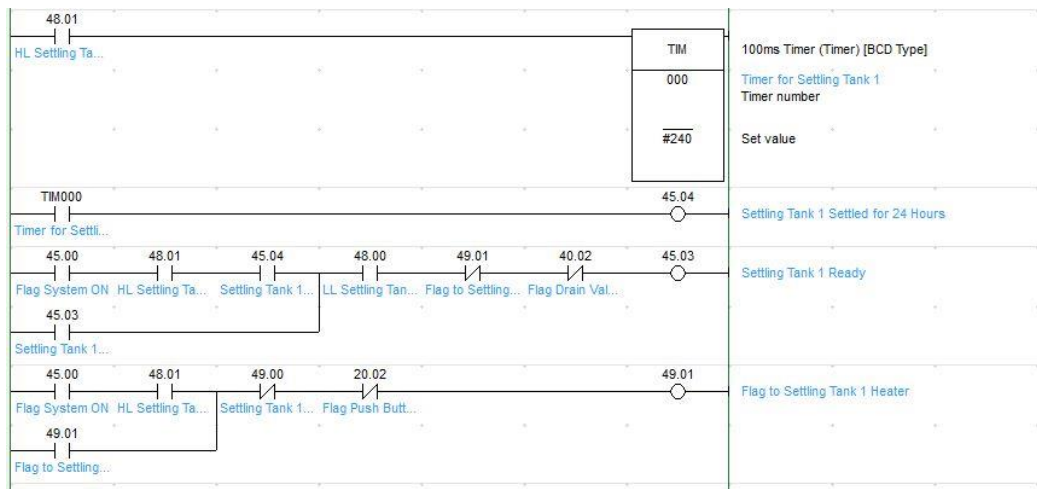 48.01
HL Settling Ta...
TIM
100ms Timer (Timer) [BCD Type]
000
Timer for Settling Tank 1
Timer number
#240
Set value
TIM000
45.04
Timer for Settli...
Settling Tank 1 Settled for 24 Hours
45.00 48.01 45.04 48.00 49.01 40.02 45.03
Flag System ON HL Settling Ta... Settling Tank 1... LL Settling Tan... Flag to Settling... Flag Drain Val...
Settling Tank 1 Ready
45.03
Settling Tank 1...
45.00 48.01 49.00 20.02 49.01
Flag System ON HL Settling Ta... Settling Tank 1... Flag Push Butt...
Flag to Settling Tank 1 Heater
49.01
Flag to Settling...